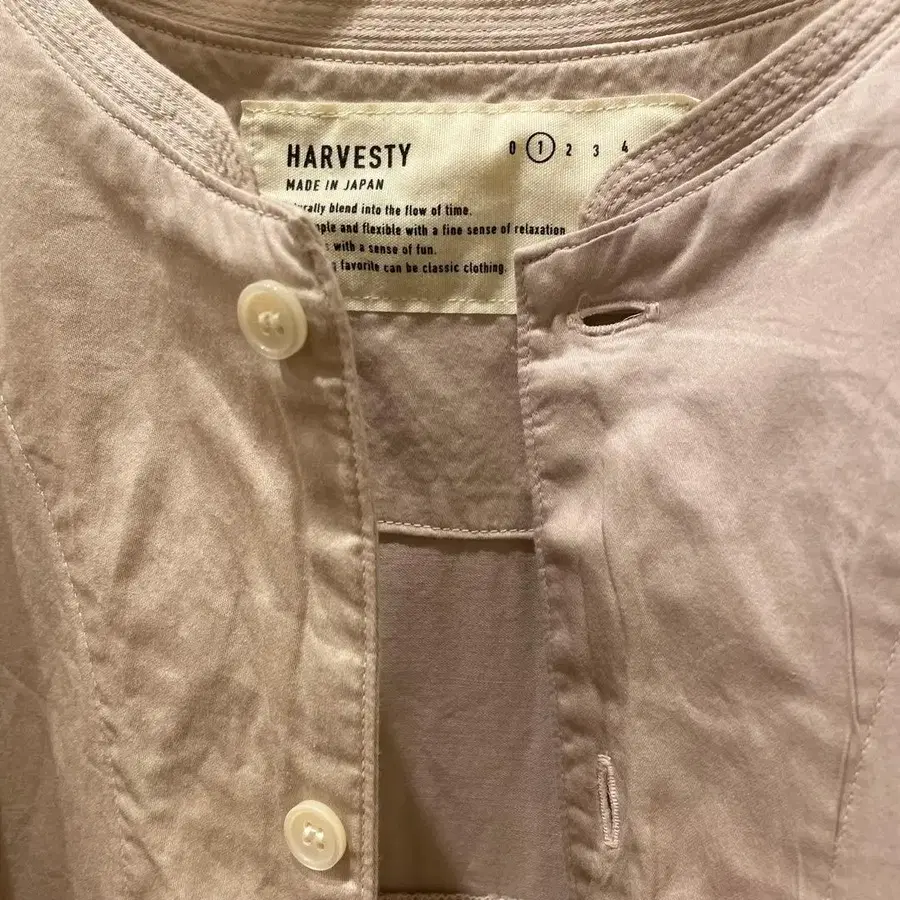 HARVESTY 0 1 2 3 4
MADE IN JAPAN
blend into the flow of time.
and flexible with a fine sense of relaxation
with a sense of fun.
favorite can be classic clothing.